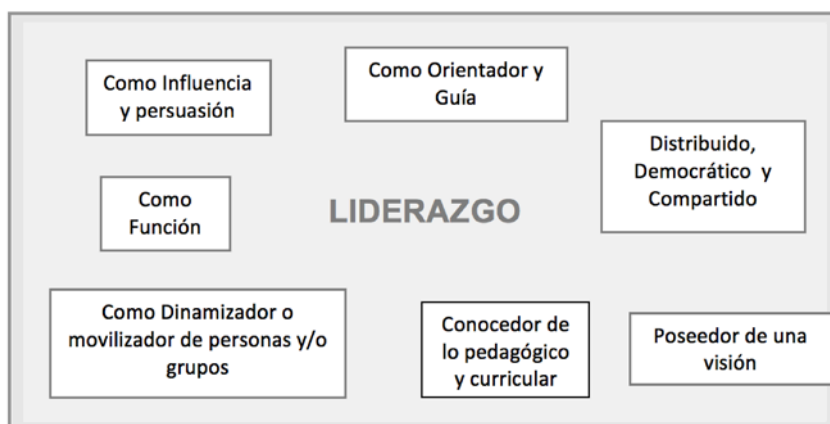 Como Influencia
y persuasión
Como Orientador y
Guía
Distribuido,
Democrático y
Compartido
Como
Función
LIDERAZGO
Como Dinamizador o
movilizador de personas y/o
grupos
Conocedor de
lo pedagógico
y curricular
Poseedor de una
visión